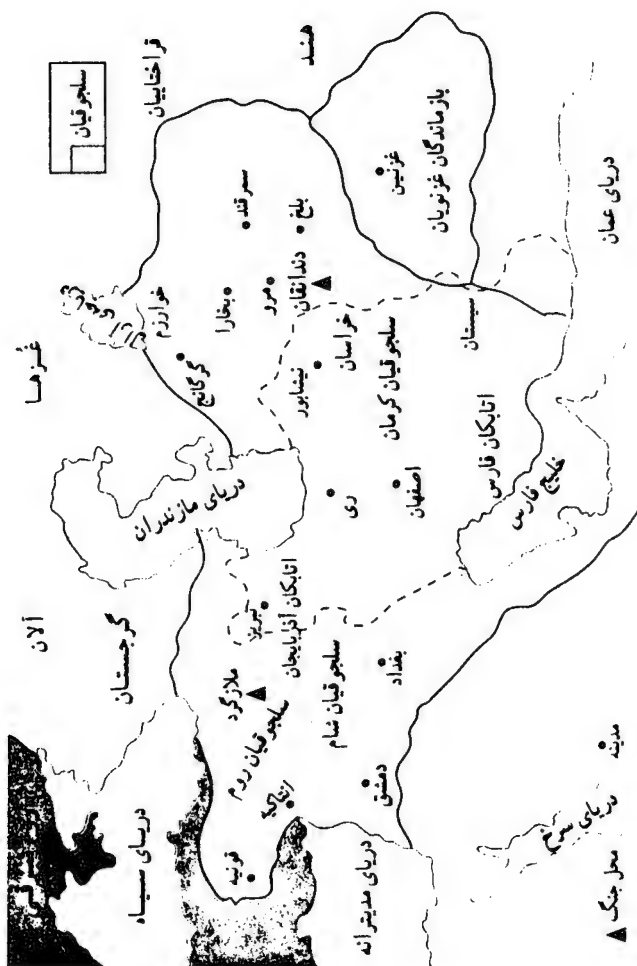 سلجوقیان
قراختاییان
هند
غُزها
خوارزم
گرگانج
سمرقند
بخارا
بلخ
مرو
دندانقان
غزنین
بازماندگان غزنویان
آلان
گرجستان
دریای مازندران
نیشابور
خراسان
سلجوقیان کرمان
سیستان
دریای عمان
ری
اصفهان
اتابکان فارس
خلیج فارس
دریای سیاه
ملازگرد
تبریز
اتابکان آذربایجان
سلجوقیان روم
سلجوقیان شام
بغداد
قونیه
انتاکیه
دمشق
دریای مدیترانه
دریای سرخ
مدینه
محل جنگ